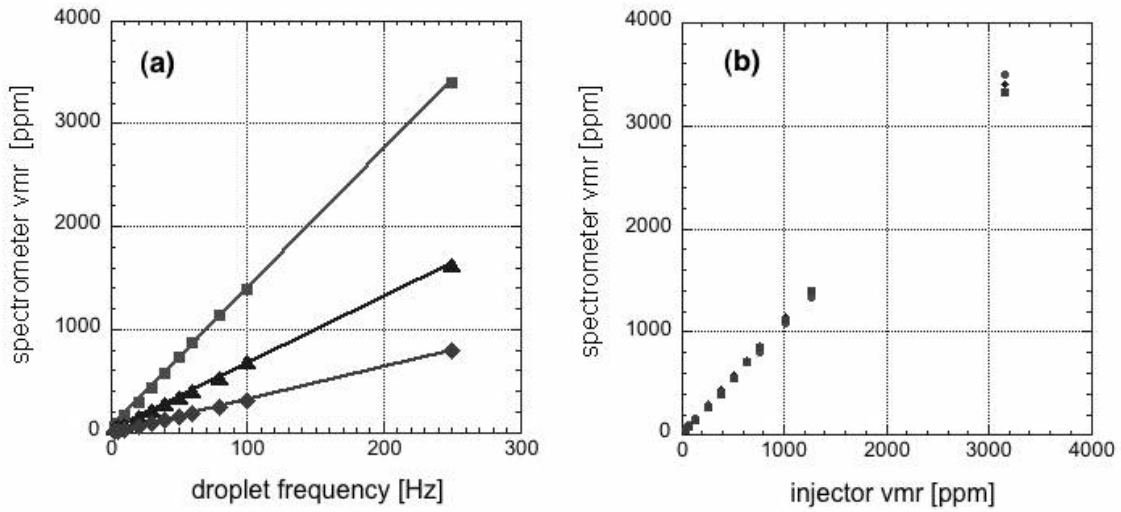 (a)
spectrometer vmr [ppm]
4000
3000
2000
1000
0
0 100 200 300
droplet frequency [Hz]
(b)
spectrometer vmr [ppm]
4000
3000
2000
1000
0
0 1000 2000 3000 4000
injector vmr [ppm]